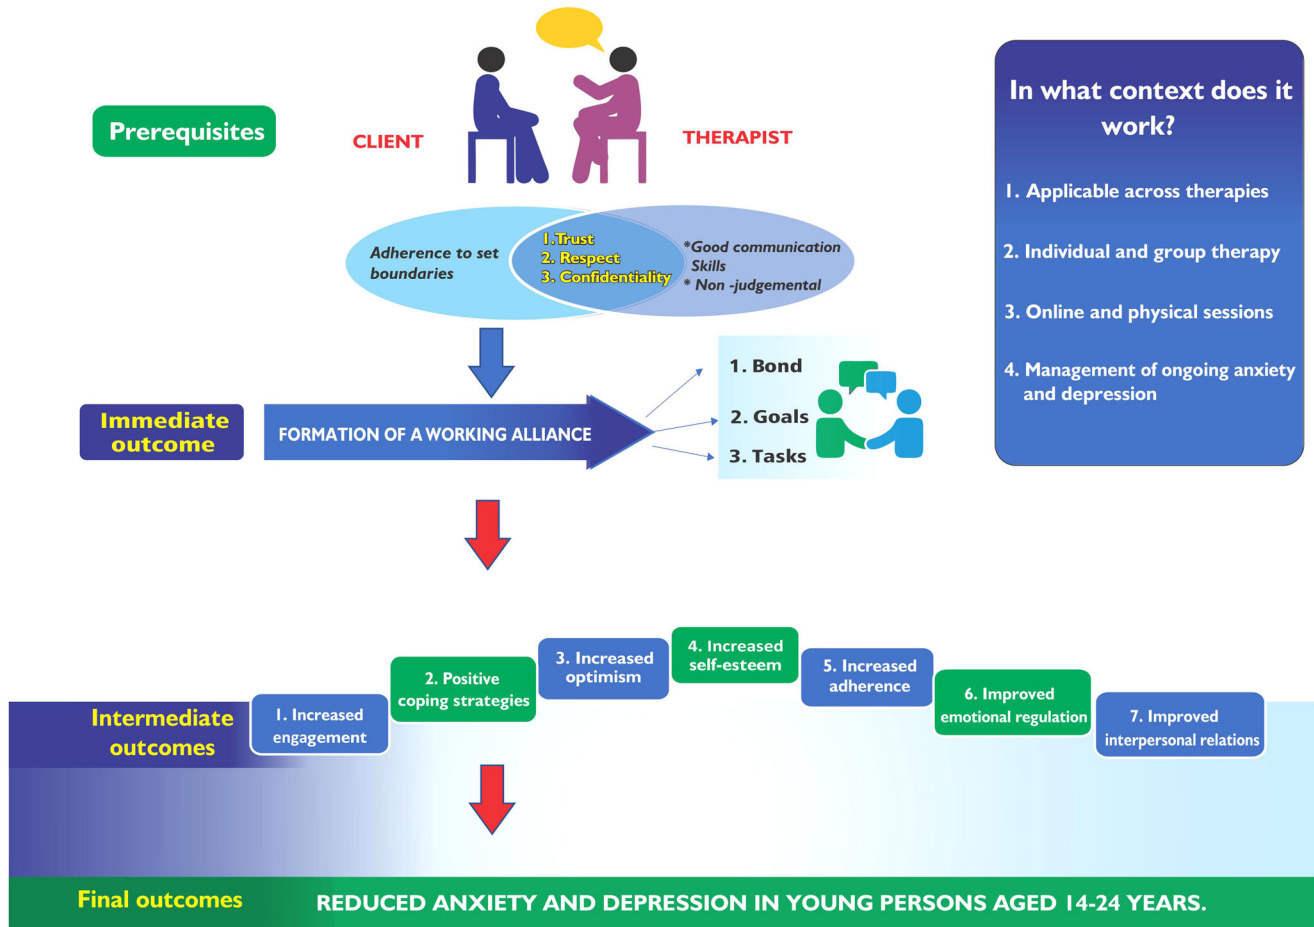 Prerequisites
CLIENT
THERAPIST
Adherence to set
boundaries
1.Trust
2. Respect
3. Confidentiality
*Good communication
Skills
* Non -judgemental
Immediate
outcome
FORMATION OF A WORKING ALLIANCE
1. Bond
2. Goals
3. Tasks
In what context does it
work?
1. Applicable across therapies
2. Individual and group therapy
3. Online and physical sessions
4. Management of ongoing anxiety
and depression
Intermediate
outcomes
1. Increased
engagement
2. Positive
coping strategies
3. Increased
optimism
4. Increased
self-esteem
5. Increased
adherence
6. Improved
emotional regulation
7. Improved
interpersonal relations
Final outcomes
REDUCED ANXIETY AND DEPRESSION IN YOUNG PERSONS AGED 14-24 YEARS.